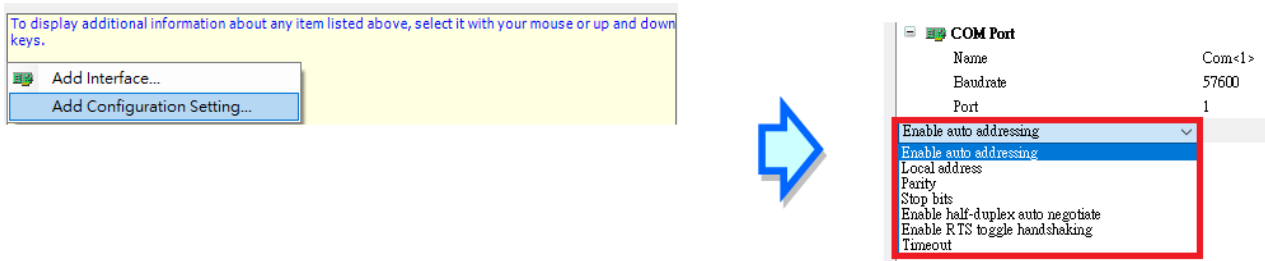 To display additional information about any item listed above, select it with your mouse or up and down
keys.
Add Interface...
Add Configuration Setting...
COM Port
Name Com<1>
Baudrate 57600
Port 1
Enable auto addressing
Enable auto addressing
Local address
Parity
Stop bits
Enable half-duplex auto negotiate
Enable RTS toggle handshaking
Timeout